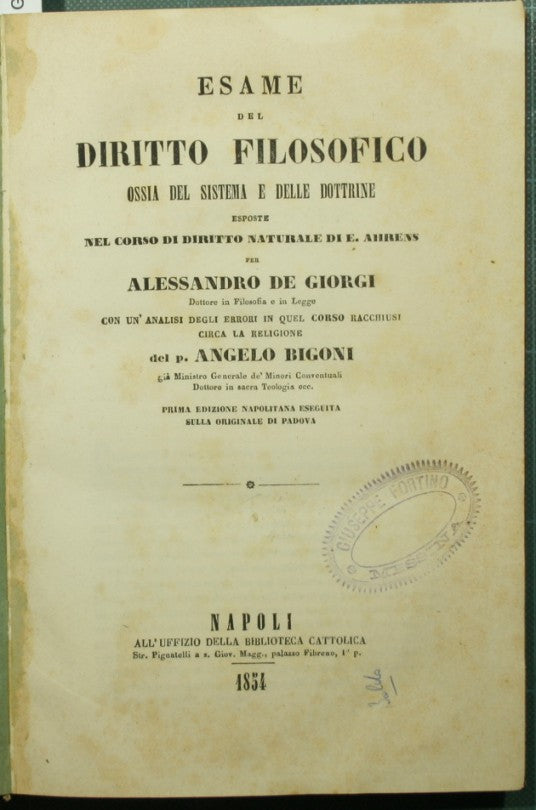 ESAME
DEL
DIRITTO FILOSOFICO
OSSIA DEL SISTEMA E DELLE DOTTRINE
ESPOSTE
NEL CORSO DI DIRITTO NATURALE DI E. AHRENS
PER
ALESSANDRO DE GIORGI
Dottore in Filosofia e in Legge
CON UN' ANALISI DEGLI ERRORI IN QUEL CORSO RACCHIUSI
CIRCA LA RELIGIONE
del p. ANGELO BIGONI
già Ministro Generale de' Minori Conventuali
Dottore in sacra Teologia ecc.
PRIMA EDIZIONE NAPOLITANA ESEGUITA
SULLA ORIGINALE DI PADOVA
GIUSEPPE FORTINO
MESSINA
NAPOLI
ALL' UFFIZIO DELLA BIBLIOTECA CATTOLICA
Str. Pignatelli a s. Giov. Magg., palazzo Fibreno, 1° p.
1854